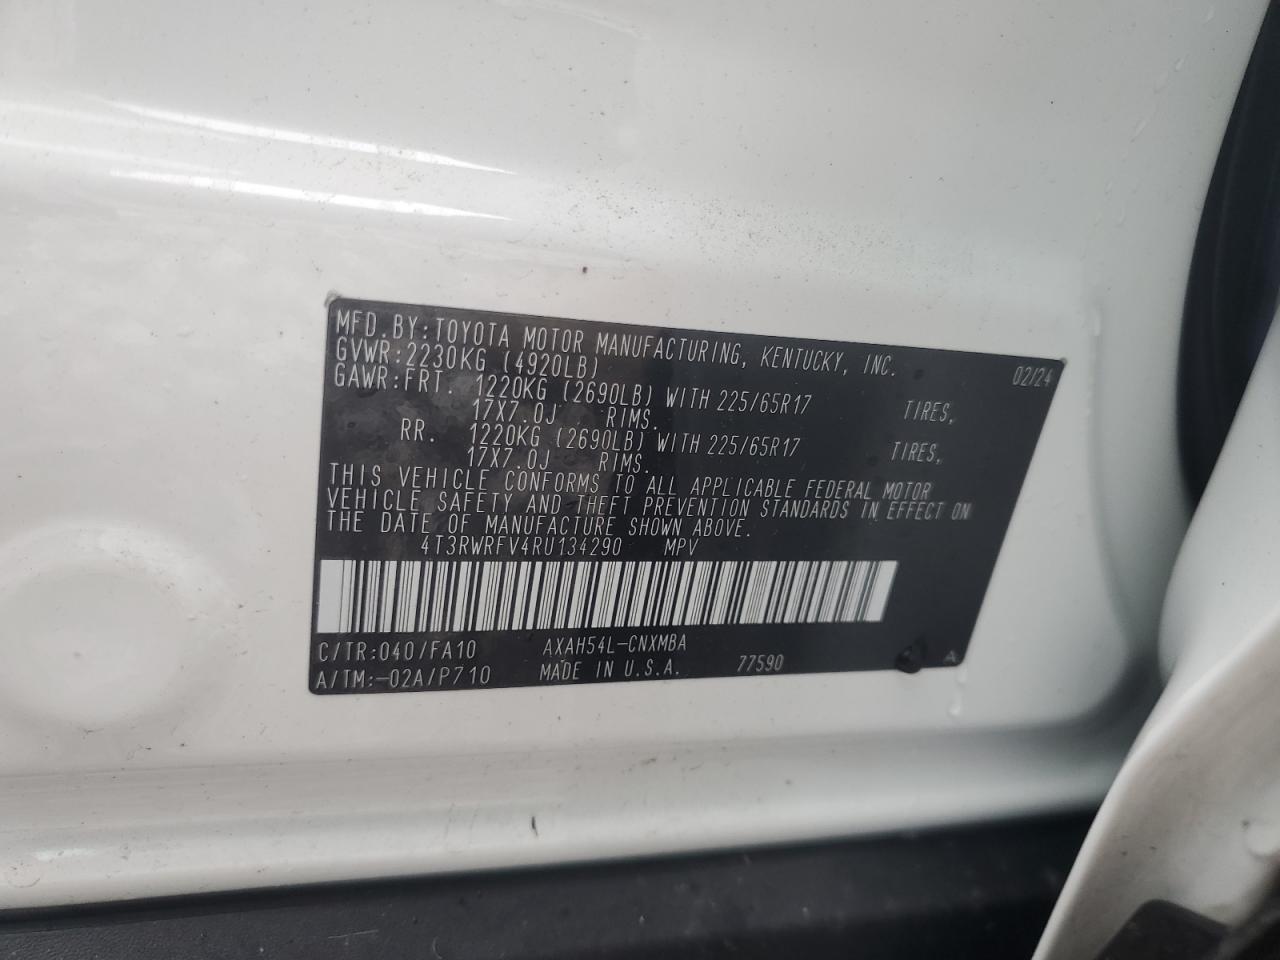 MFD.BY:TOYOTA MOTOR MANUFACTURING, KENTUCKY, INC. 02/24
GVWR:2230KG (4920LB)
GAWR:FRT. 1220KG (2690LB) WITH 225/65R17 TIRES,
17X7.0J RIMS.
RR. 1220KG (2690LB) WITH 225/65R17 TIRES,
17X7.0J RIMS.
THIS VEHICLE CONFORMS TO ALL APPLICABLE FEDERAL MOTOR
VEHICLE SAFETY AND THEFT PREVENTION STANDARDS IN EFFECT ON
THE DATE OF MANUFACTURE SHOWN ABOVE.
4T3RWRFV4RU134290 MPV
C/TR:040/FA10 AXAH54L-CNXMBA
A/TM:-02A/P710 MADE IN U.S.A. 77590 A